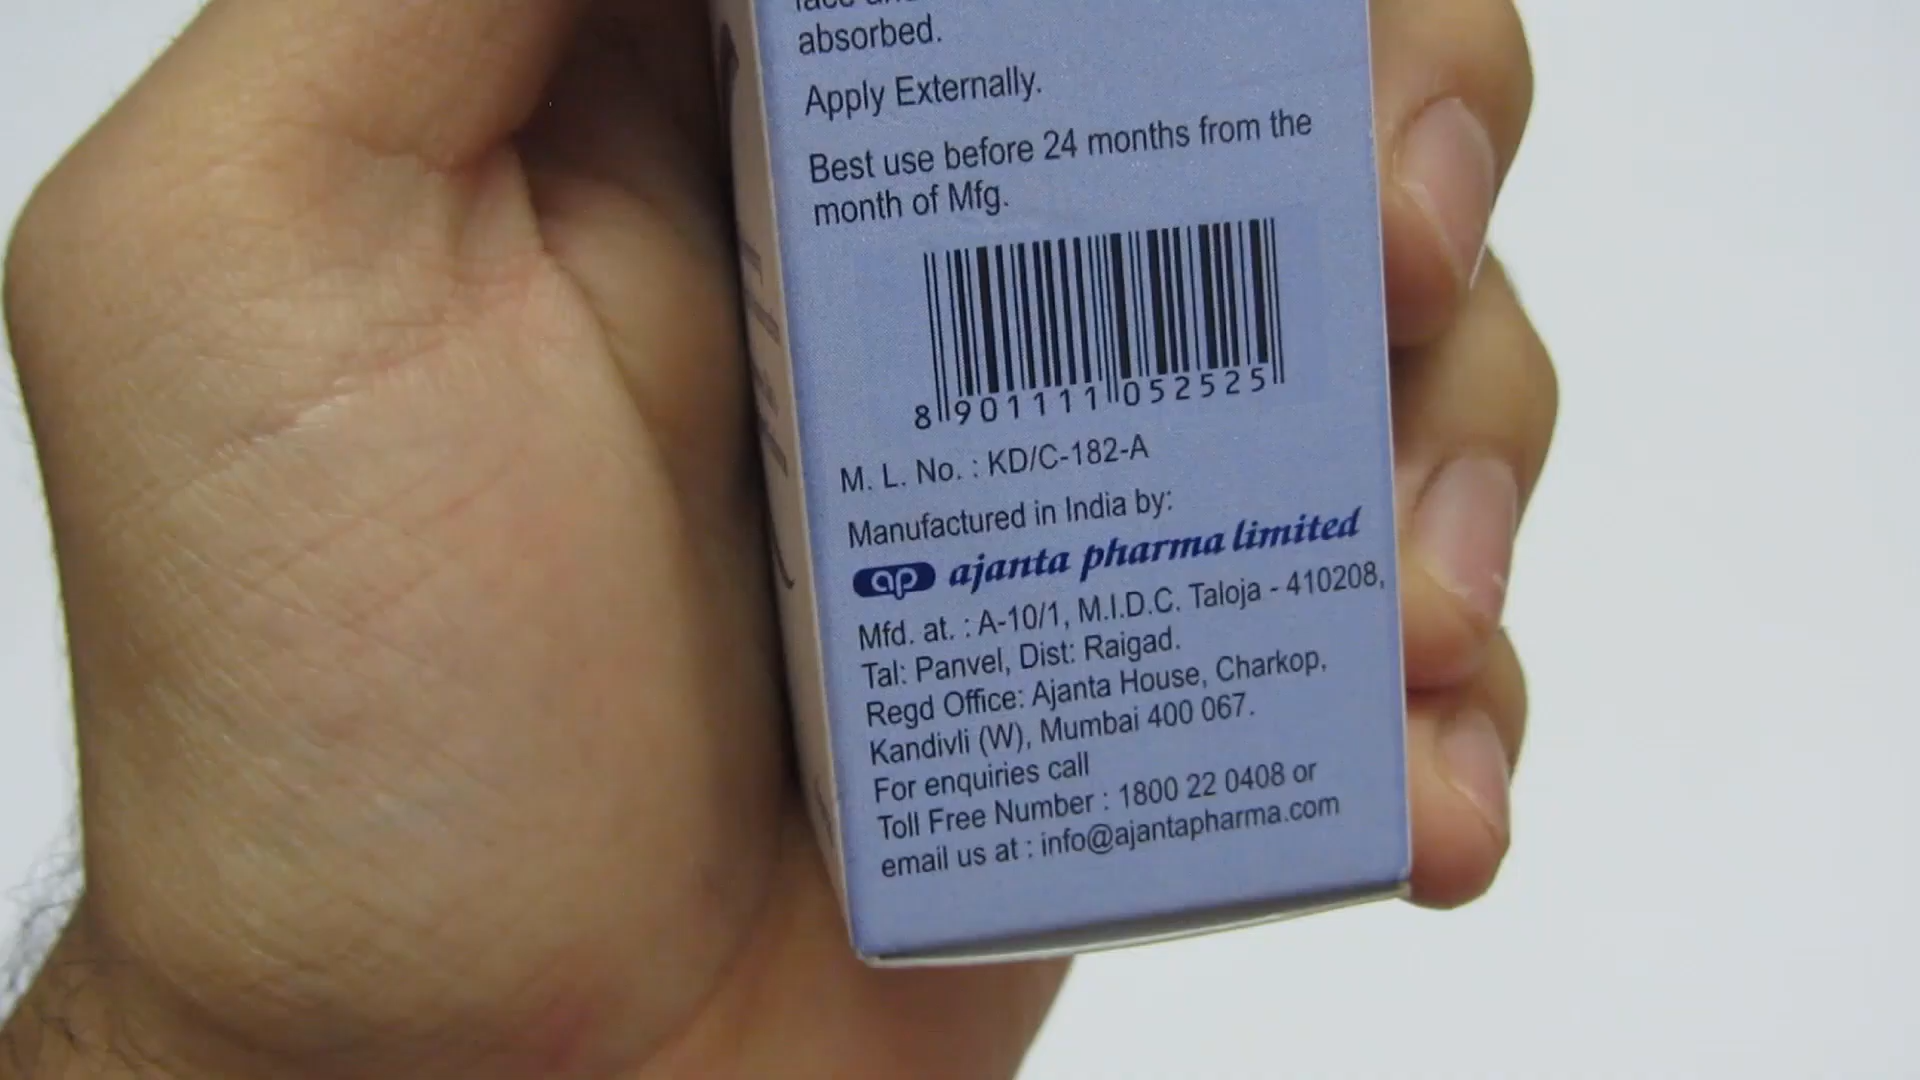 absorbed.
Apply Externally.
Best use before 24 months from the
month of Mfg.
8 901111 052525
M. L. No. : KD/C-182-A
Manufactured in India by:
ap ajanta pharma limited
Mfd. at. : A-10/1, M.I.D.C. Taloja - 410208,
Tal: Panvel, Dist: Raigad.
Regd Office: Ajanta House, Charkop,
Kandivli (W), Mumbai 400 067.
For enquiries call
Toll Free Number : 1800 22 0408 or
email us at : info@ajantapharma.com